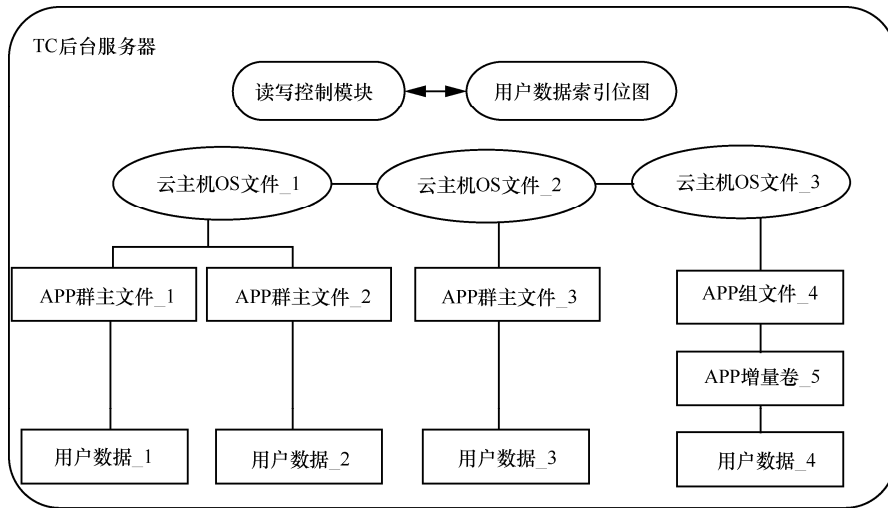 TC后台服务器
读写控制模块
用户数据索引位图
云主机OS文件_1
云主机OS文件_2
云主机OS文件_3
APP群主文件_1
APP群主文件_2
APP群主文件_3
APP组文件_4
APP增量卷_5
用户数据_1
用户数据_2
用户数据_3
用户数据_4